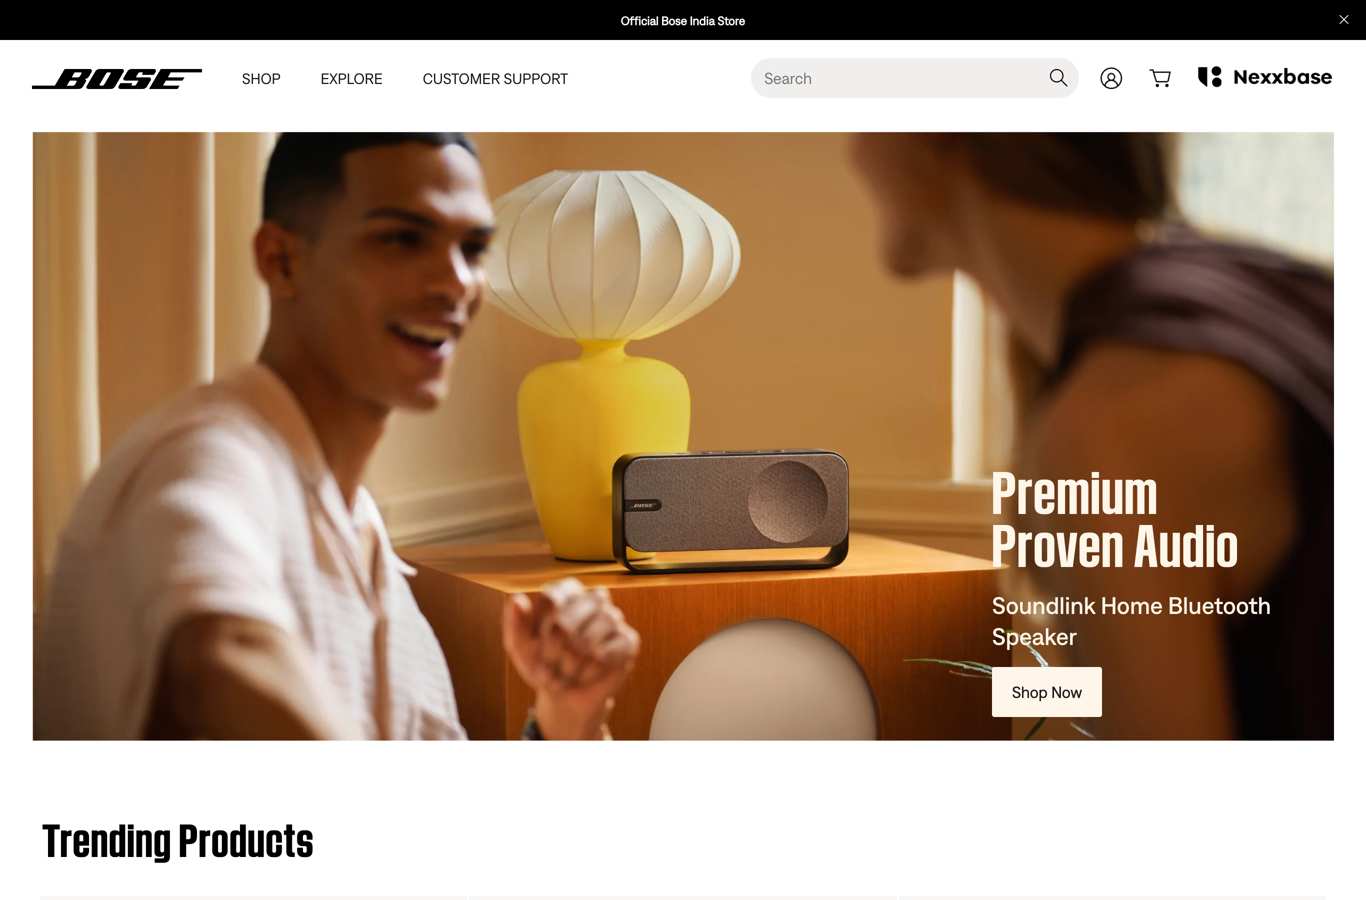 Official Bose India Store
BOSE
SHOP
EXPLORE
CUSTOMER SUPPORT
Search
Nexxbase
BOSE
Premium
Proven Audio
Soundlink Home Bluetooth
Speaker
Shop Now
Trending Products